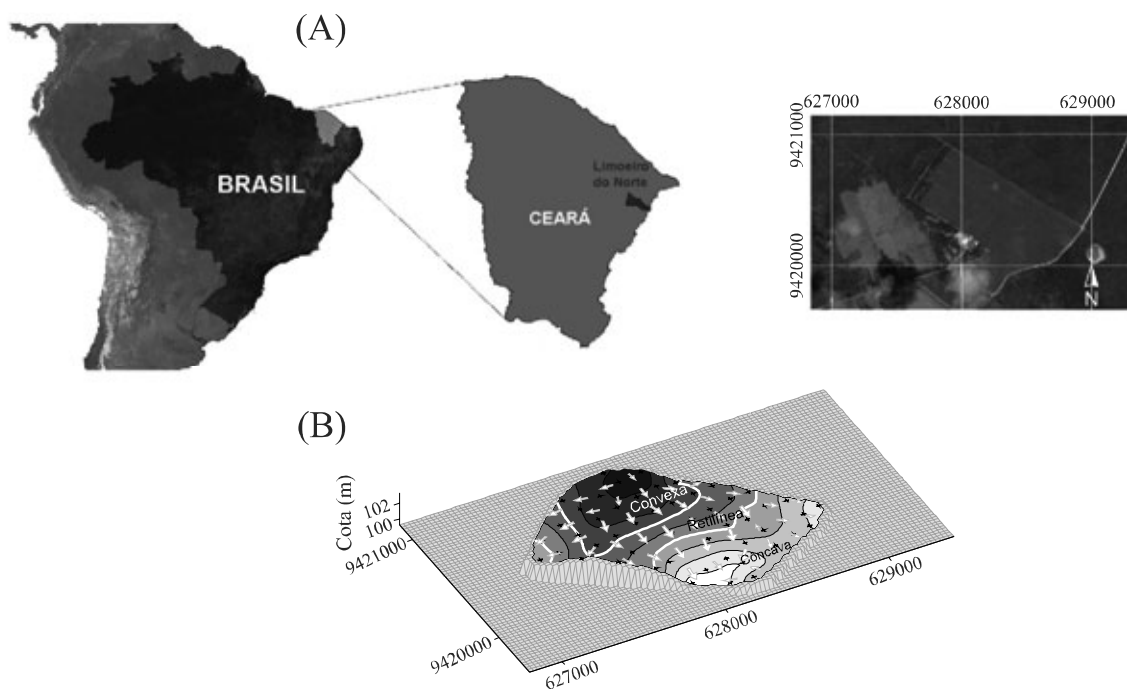 (A)
BRASIL
Limoeiro
do Norte
CEARÁ
627000 628000 629000
9421000
9420000
N
(B)
Cota (m)
102
100
9421000
9420000
627000
628000
629000
Convexa
Retilínea
Côncava